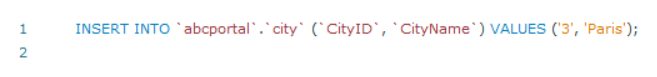 1 INSERT INTO `abcportal`.`city` (`CityID`, `CityName`) VALUES ('3', 'Paris');
2